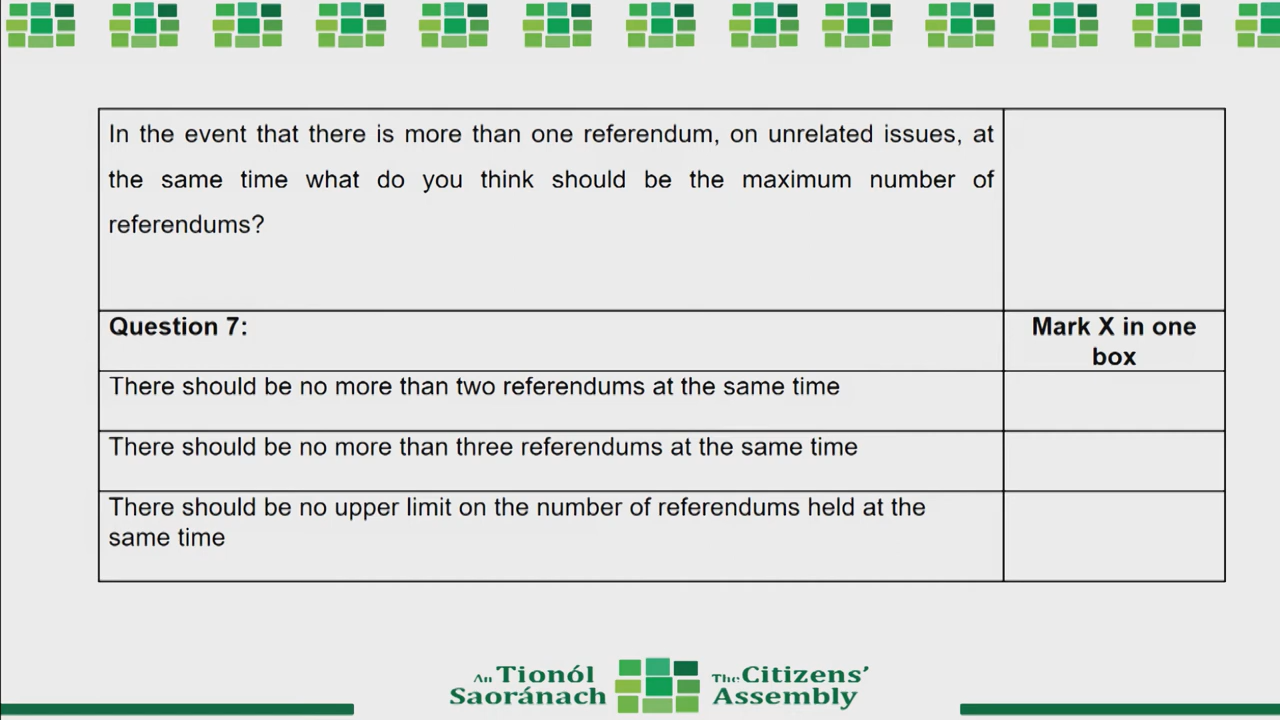 In the event that there is more than one referendum, on unrelated issues, at
the same time what do you think should be the maximum number of
referendums?
Question 7:
Mark X in one
box
There should be no more than two referendums at the same time
There should be no more than three referendums at the same time
There should be no upper limit on the number of referendums held at the
same time
An Tionól
Saoránach
The Citizens'
Assembly